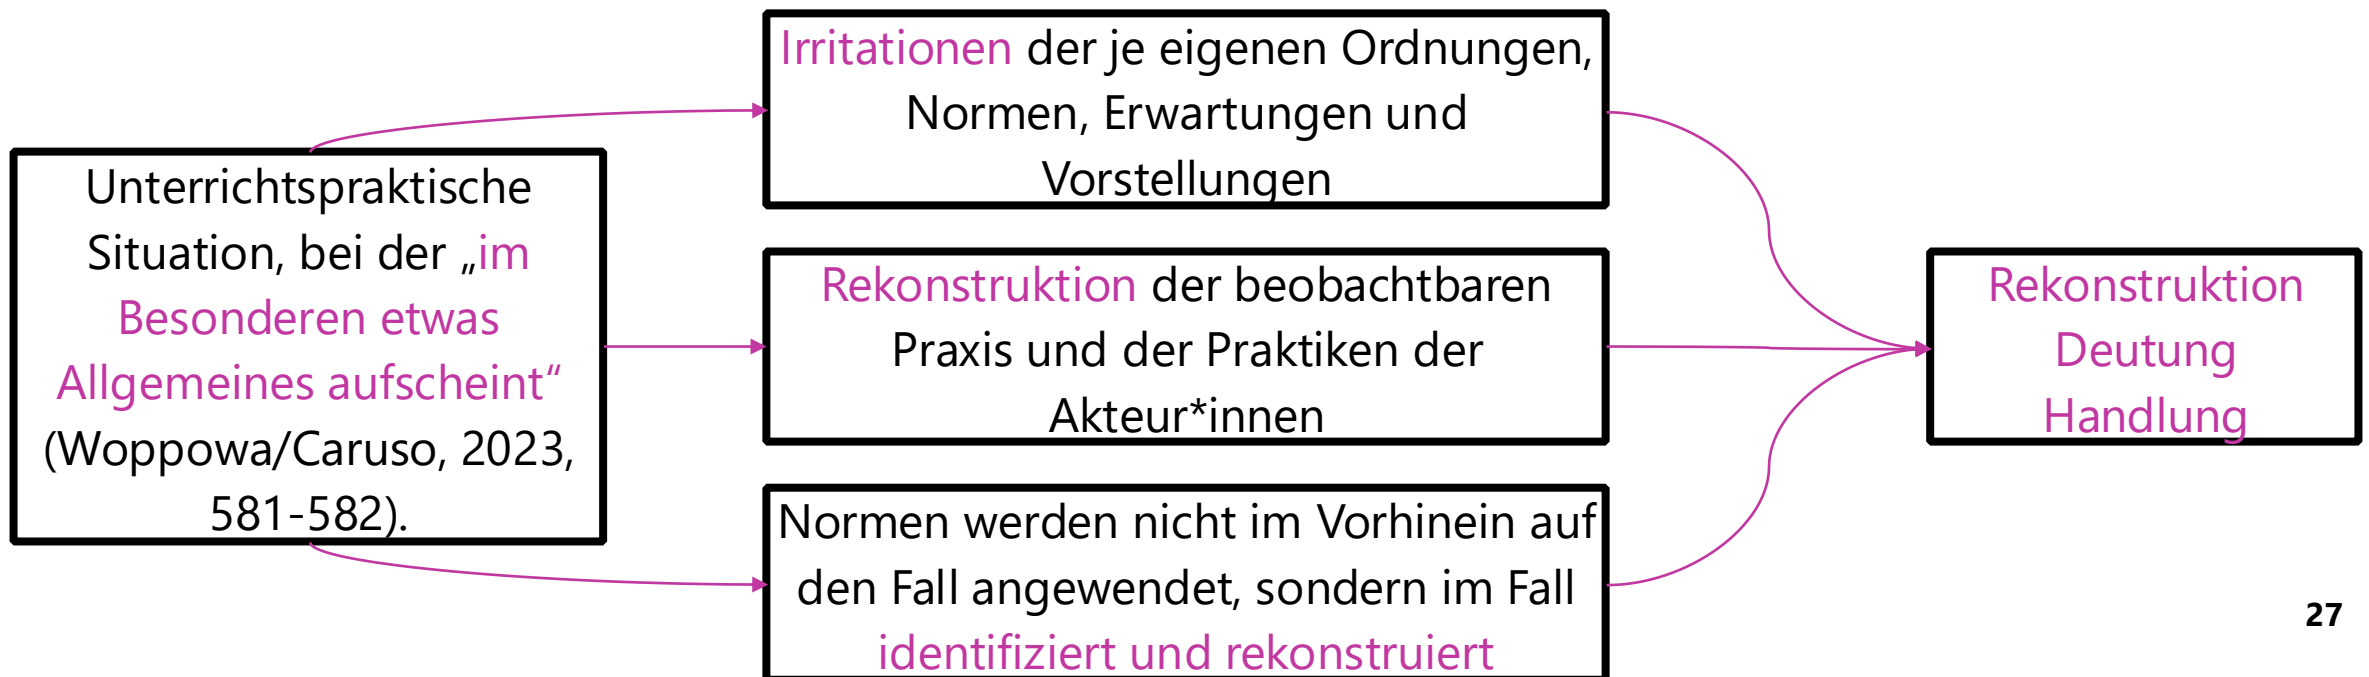 Unterrichtspraktische
Situation, bei der „im
Besonderen etwas
Allgemeines aufscheint“
(Woppowa/Caruso, 2023,
581-582).
Irritationen der je eigenen Ordnungen,
Normen, Erwartungen und
Vorstellungen
Rekonstruktion der beobachtbaren
Praxis und der Praktiken der
Akteur*innen
Normen werden nicht im Vorhinein auf
den Fall angewendet, sondern im Fall
identifiziert und rekonstruiert
Rekonstruktion
Deutung
Handlung
27